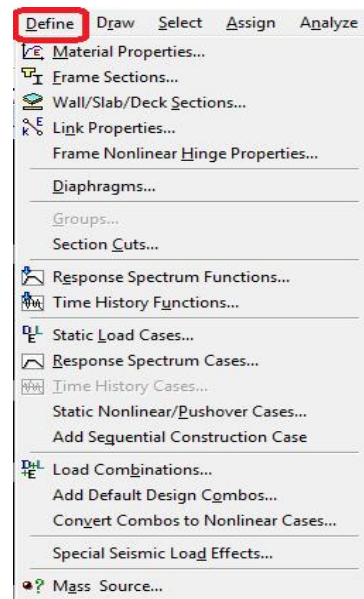 Define Draw Select Assign Analyze
Material Properties...
Frame Sections...
Wall/Slab/Deck Sections...
Link Properties...
Frame Nonlinear Hinge Properties...
Diaphragms...
Groups...
Section Cuts...
Response Spectrum Functions...
Time History Functions...
Static Load Cases...
Response Spectrum Cases...
Time History Cases...
Static Nonlinear/Pushover Cases...
Add Sequential Construction Case
Load Combinations...
Add Default Design Combos...
Convert Combos to Nonlinear Cases...
Special Seismic Load Effects...
Mass Source...